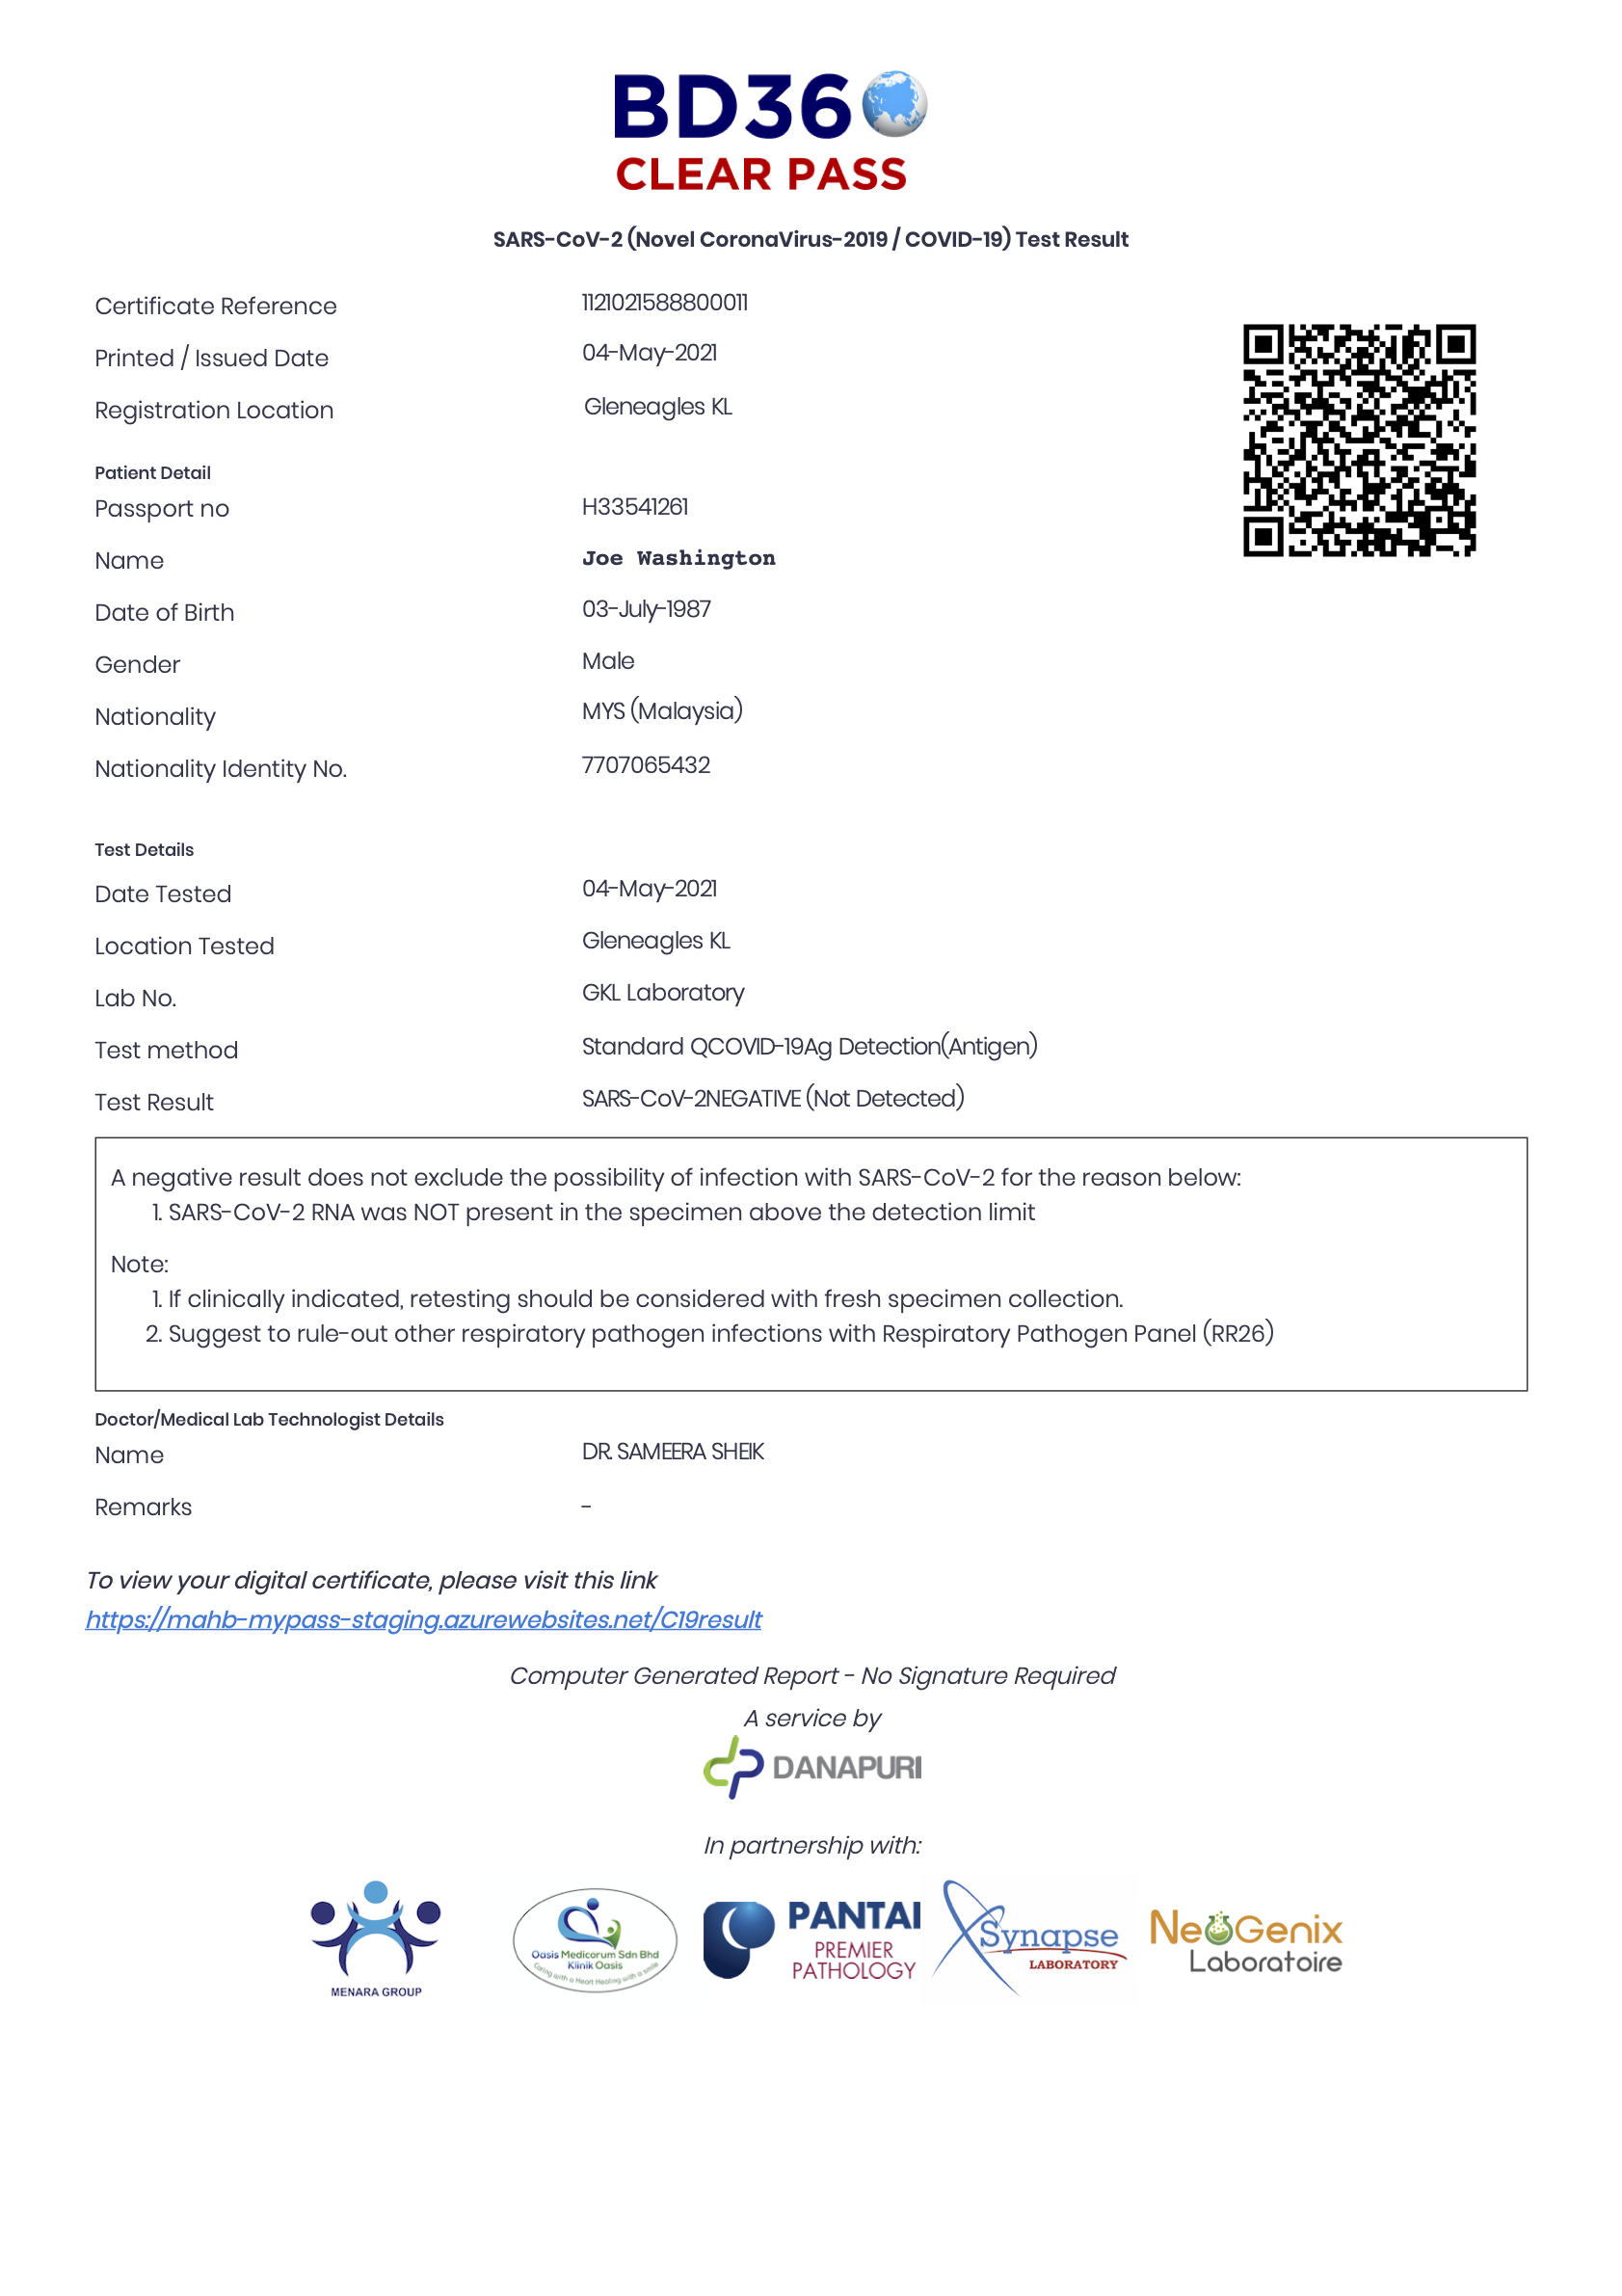 BD360
CLEAR PASS
SARS-CoV-2 (Novel CoronaVirus-2019 / COVID-19) Test Result
Certificate Reference 1121021588800011
Printed / Issued Date 04-May-2021
Registration Location Gleneagles KL
Patient Detail
Passport no H33541261
Name Joe Washington
Date of Birth 03-July-1987
Gender Male
Nationality MYS (Malaysia)
Nationality Identity No. 7707065432
Test Details
Date Tested 04-May-2021
Location Tested Gleneagles KL
Lab No. GKL Laboratory
Test method Standard QCOVID-19Ag Detection(Antigen)
Test Result SARS-CoV-2NEGATIVE (Not Detected)
A negative result does not exclude the possibility of infection with SARS-CoV-2 for the reason below:
1. SARS-CoV-2 RNA was NOT present in the specimen above the detection limit
Note:
1. If clinically indicated, retesting should be considered with fresh specimen collection.
2. Suggest to rule-out other respiratory pathogen infections with Respiratory Pathogen Panel (RR26)
Doctor/Medical Lab Technologist Details
Name DR. SAMEERA SHEIK
Remarks -
To view your digital certificate, please visit this link
https://mahb-mypass-staging.azurewebsites.net/C19result
Computer Generated Report - No Signature Required
A service by
DANAPURI
In partnership with:
MENARA GROUP
Oasis Medicorum Sdn Bhd
Klinik Oasis
Caring with a Heart Healing with a smile
PANTAI
PREMIER
PATHOLOGY
Synapse
LABORATORY
NeoGenix
Laboratoire